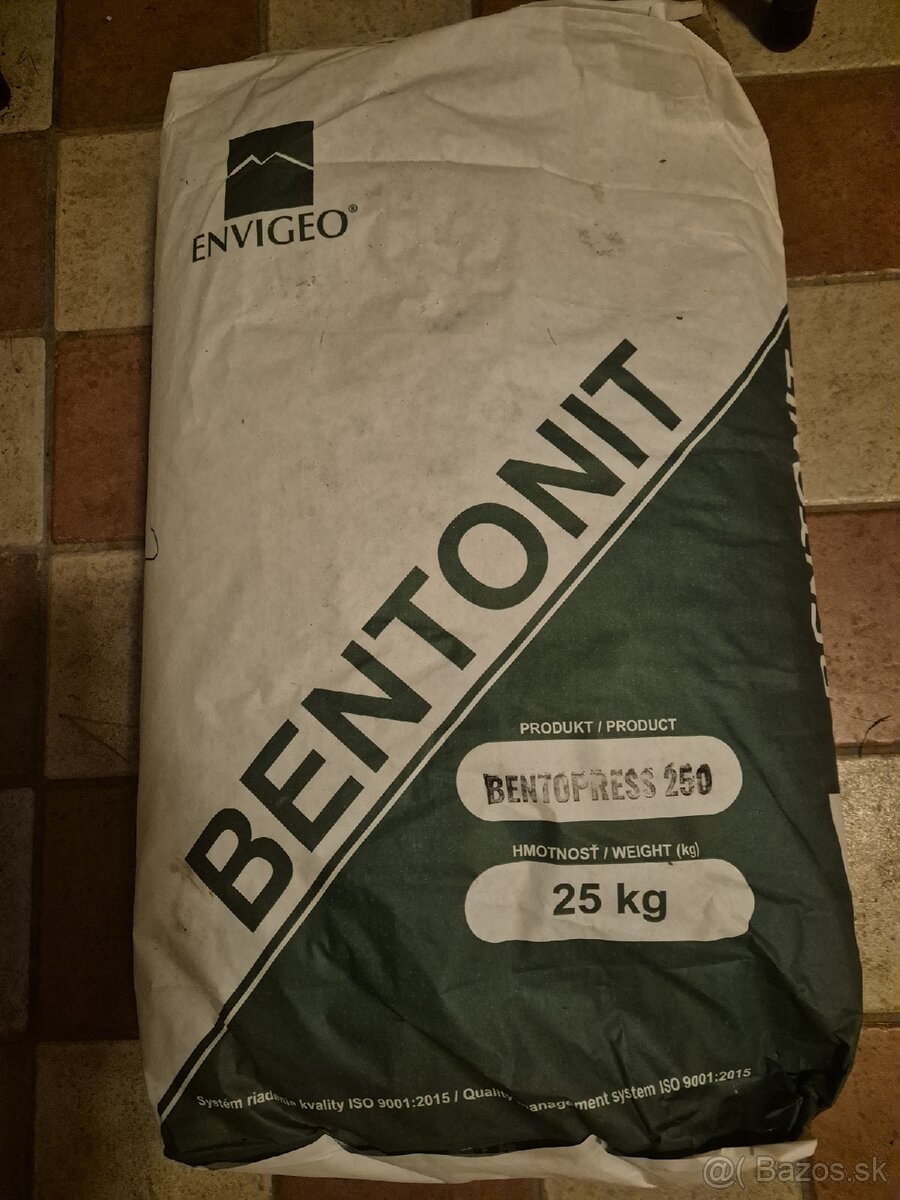 ENVIGEO®
BENTONIT
BENTONIT
PRODUKT / PRODUCT
BENTOPRESS 250
HMOTNOSŤ / WEIGHT (kg)
25 kg
Systém riadenia kvality ISO 9001:2015 / Quality management system ISO 9001:2015
@( Bazos.sk